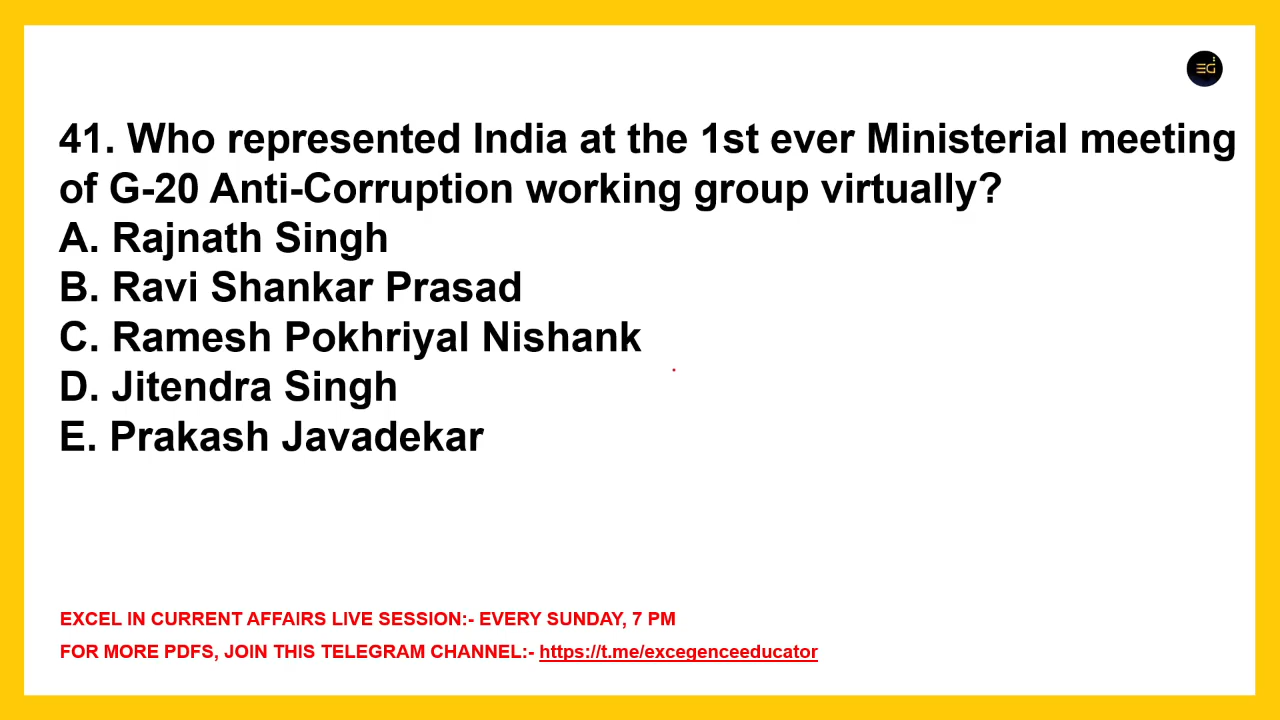 EG
41. Who represented India at the 1st ever Ministerial meeting
of G-20 Anti-Corruption working group virtually?
A. Rajnath Singh
B. Ravi Shankar Prasad
C. Ramesh Pokhriyal Nishank
D. Jitendra Singh
E. Prakash Javadekar
EXCEL IN CURRENT AFFAIRS LIVE SESSION:- EVERY SUNDAY, 7 PM
FOR MORE PDFS, JOIN THIS TELEGRAM CHANNEL:- https://t.me/excegenceeducator